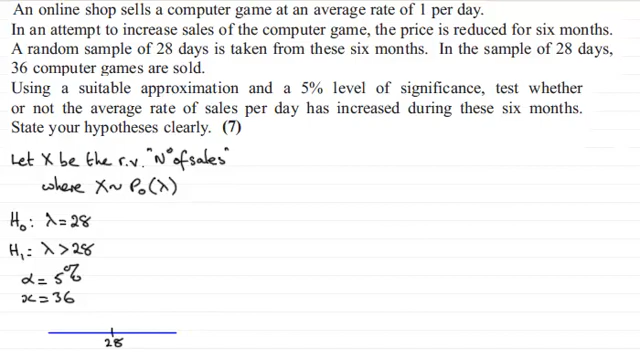 An online shop sells a computer game at an average rate of 1 per day.
In an attempt to increase sales of the computer game, the price is reduced for six months.
A random sample of 28 days is taken from these six months. In the sample of 28 days,
36 computer games are sold.
Using a suitable approximation and a 5% level of significance, test whether
or not the average rate of sales per day has increased during these six months.
State your hypotheses clearly. (7)
Let X be the r.v. "Nº of sales"
where X~ Po(λ)
H₀: λ = 28
H₁: λ > 28
α = 5%
x = 36
28